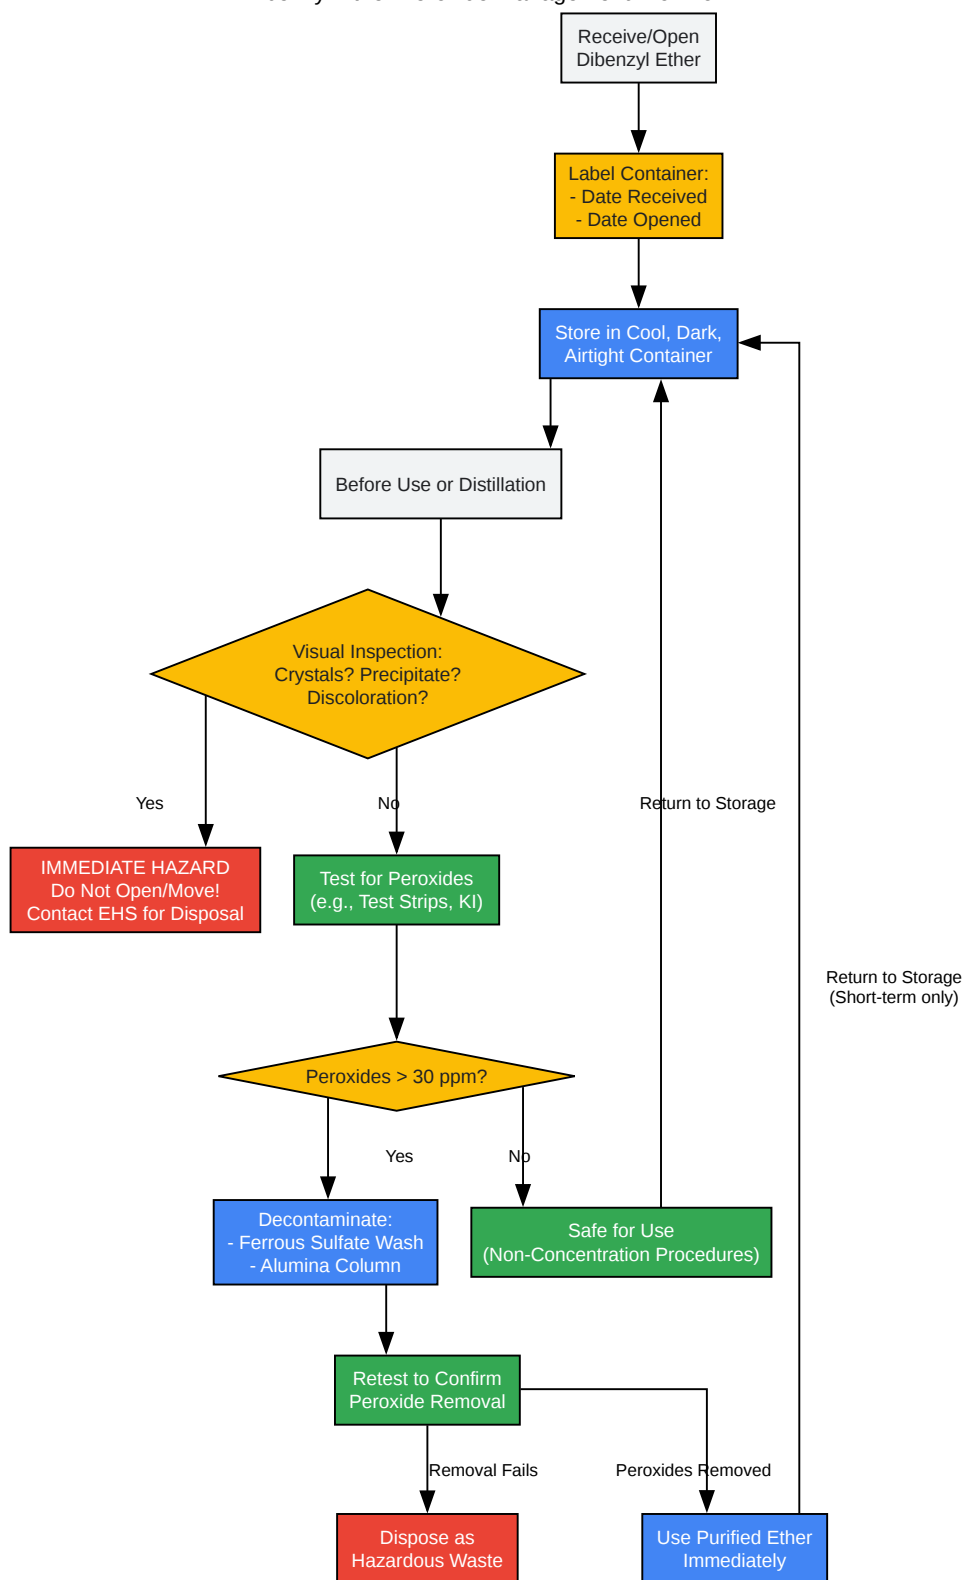 Receive/Open
Dibenzyl Ether
Label Container:
- Date Received
- Date Opened
Store in Cool, Dark,
Airtight Container
Before Use or Distillation
Visual Inspection:
Crystals? Precipitate?
Discoloration?
Yes
No
Return to Storage
IMMEDIATE HAZARD
Do Not Open/Move!
Contact EHS for Disposal
Test for Peroxides
(e.g., Test Strips, KI)
Return to Storage
(Short-term only)
Peroxides > 30 ppm?
Yes
No
Decontaminate:
- Ferrous Sulfate Wash
- Alumina Column
Safe for Use
(Non-Concentration Procedures)
Retest to Confirm
Peroxide Removal
Removal Fails
Peroxides Removed
Dispose as
Hazardous Waste
Use Purified Ether
Immediately